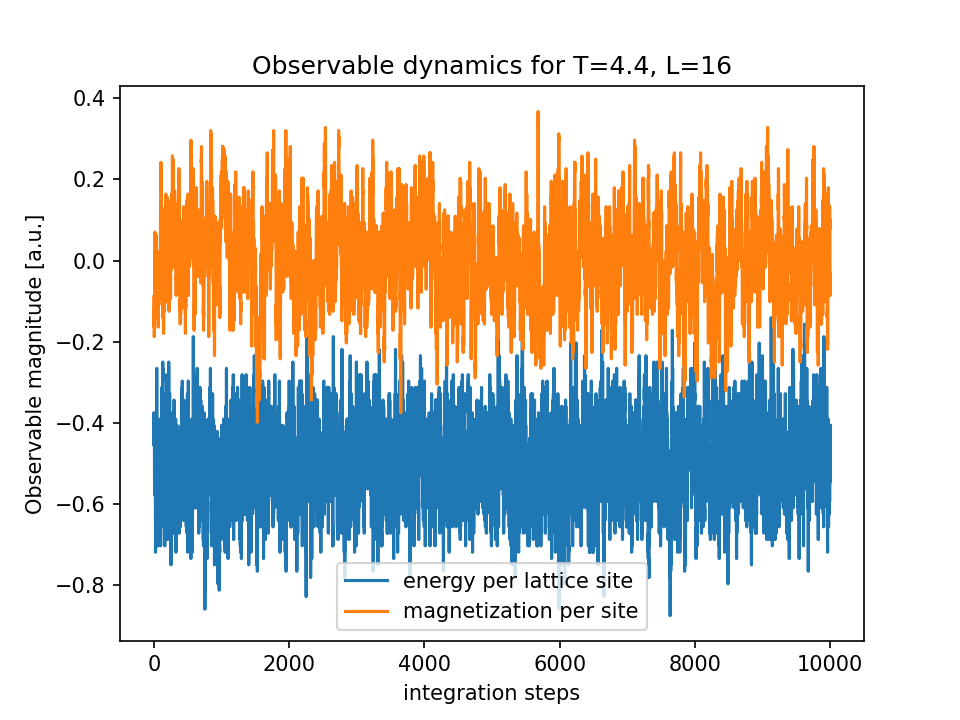 Observable dynamics for T=4.4, L=16
Observable magnitude [a.u.]
0.4
0.2
0.0
−0.2
−0.4
−0.6
−0.8
energy per lattice site
magnetization per site
0 2000 4000 6000 8000 10000
integration steps